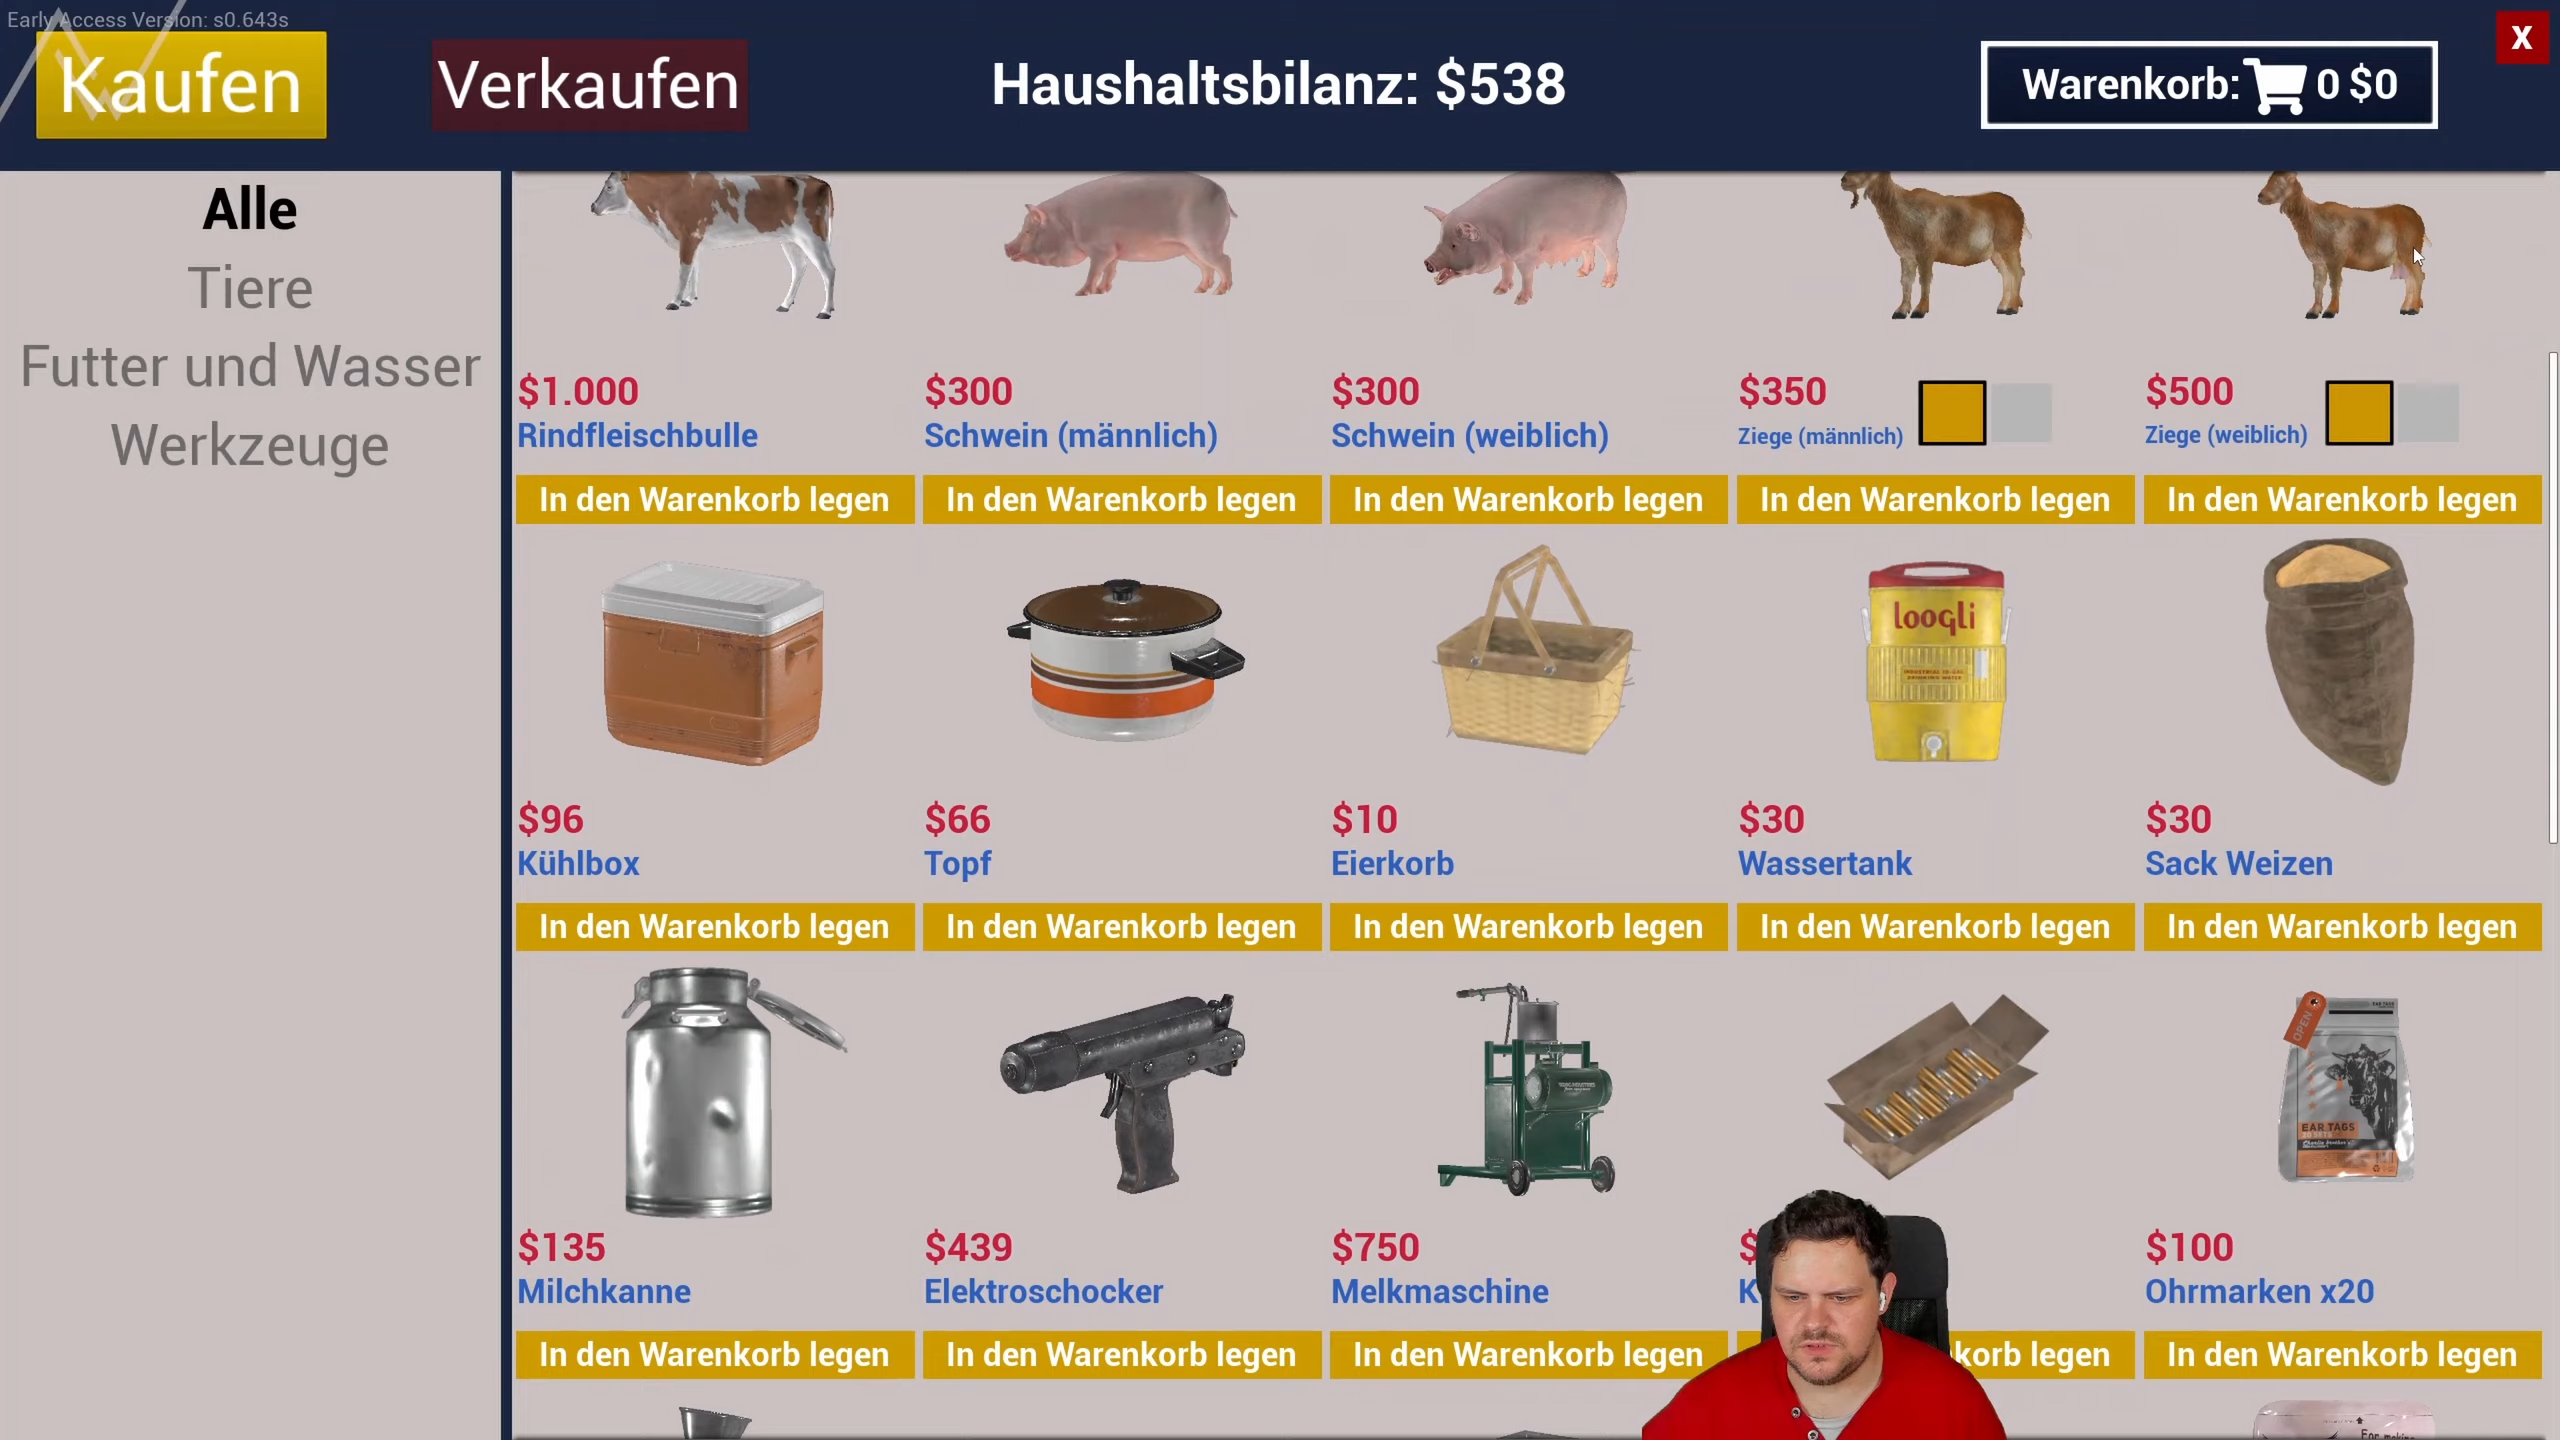 Early Access Version: s0.643s
Kaufen
Verkaufen
Haushaltsbilanz: $538
Warenkorb: 0 $0
X
Alle
Tiere
Futter und Wasser
Werkzeuge
$1.000
Rindfleischbulle
In den Warenkorb legen
$300
Schwein (männlich)
In den Warenkorb legen
$300
Schwein (weiblich)
In den Warenkorb legen
$350
Ziege (männlich)
In den Warenkorb legen
$500
Ziege (weiblich)
In den Warenkorb legen
loogli
$96
Kühlbox
In den Warenkorb legen
$66
Topf
In den Warenkorb legen
$10
Eierkorb
In den Warenkorb legen
$30
Wassertank
In den Warenkorb legen
$30
Sack Weizen
In den Warenkorb legen
OPEN
EAR TAGS
$135
Milchkanne
In den Warenkorb legen
$439
Elektroschocker
In den Warenkorb legen
$750
Melkmaschine
In den Warenkorb legen
$
K
korb legen
$100
Ohrmarken x20
In den Warenkorb legen